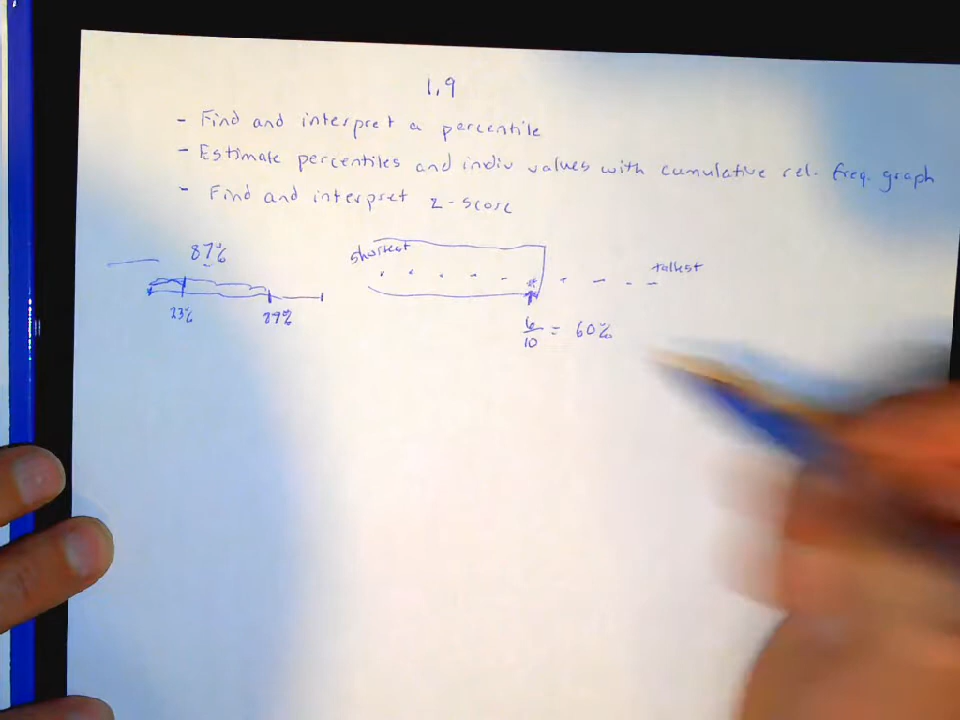 1.9
- Find and interpret a percentile
- Estimate percentiles and indiv values with cumulative rel. freq. graph
- Find and interpret z-score
87%
shortest
tallest
23%
6/10 = 60%